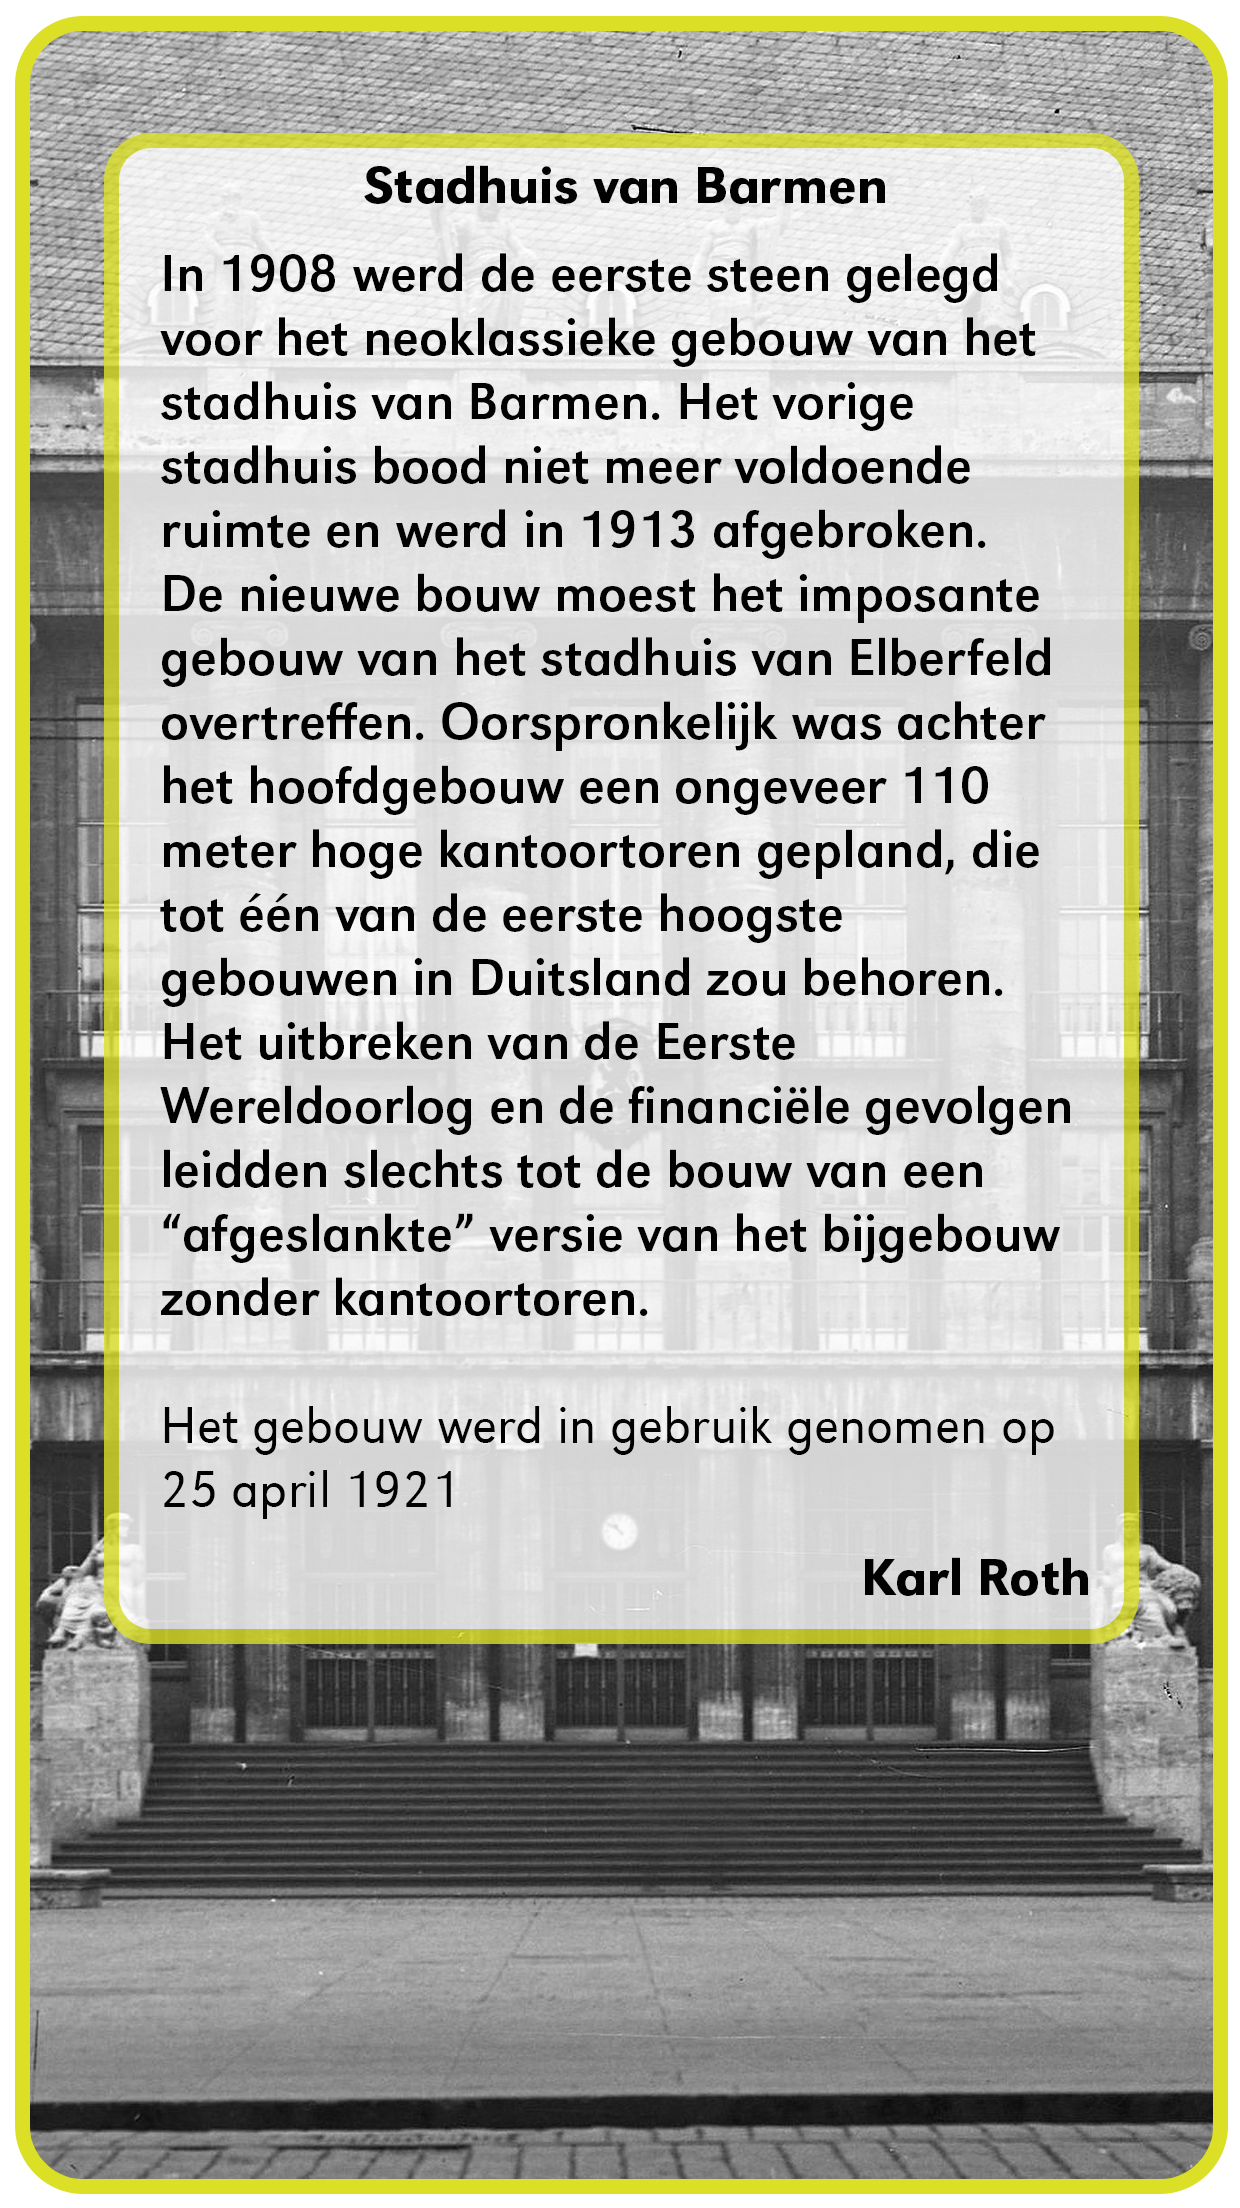 Stadhuis van Barmen
In 1908 werd de eerste steen gelegd
voor het neoklassieke gebouw van het
stadhuis van Barmen. Het vorige
stadhuis bood niet meer voldoende
ruimte en werd in 1913 afgebroken.
De nieuwe bouw moest het imposante
gebouw van het stadhuis van Elberfeld
overtreffen. Oorspronkelijk was achter
het hoofdgebouw een ongeveer 110
meter hoge kantoortoren gepland, die
tot één van de eerste hoogste
gebouwen in Duitsland zou behoren.
Het uitbreken van de Eerste
Wereldoorlog en de financiële gevolgen
leidden slechts tot de bouw van een
“afgeslankte” versie van het bijgebouw
zonder kantoortoren.
Het gebouw werd in gebruik genomen op
25 april 1921
Karl Roth